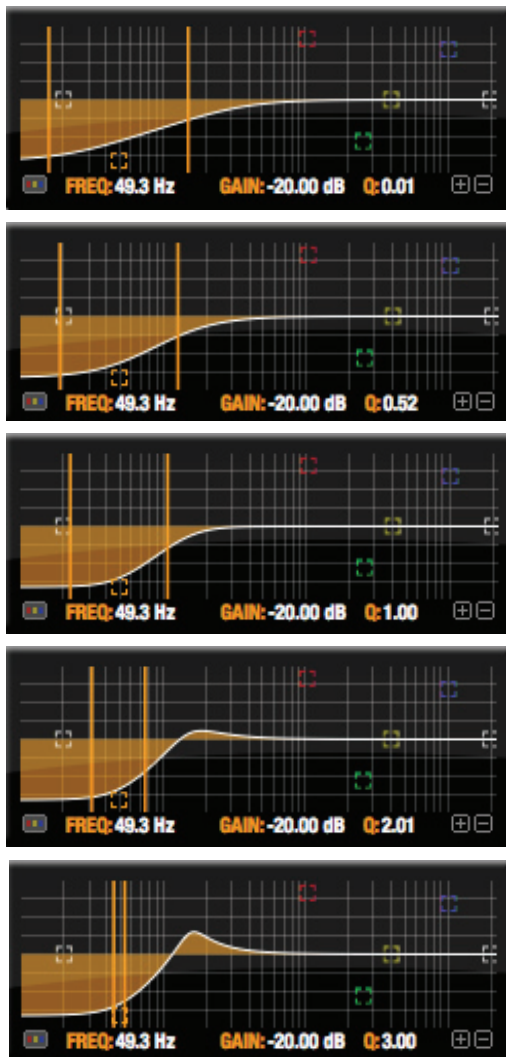 FREQ: 49.3 Hz GAIN: -20.00 dB Q: 0.01
FREQ: 49.3 Hz GAIN: -20.00 dB Q: 0.52
FREQ: 49.3 Hz GAIN: -20.00 dB Q: 1.00
FREQ: 49.3 Hz GAIN: -20.00 dB Q: 2.01
FREQ: 49.3 Hz GAIN: -20.00 dB Q: 3.00